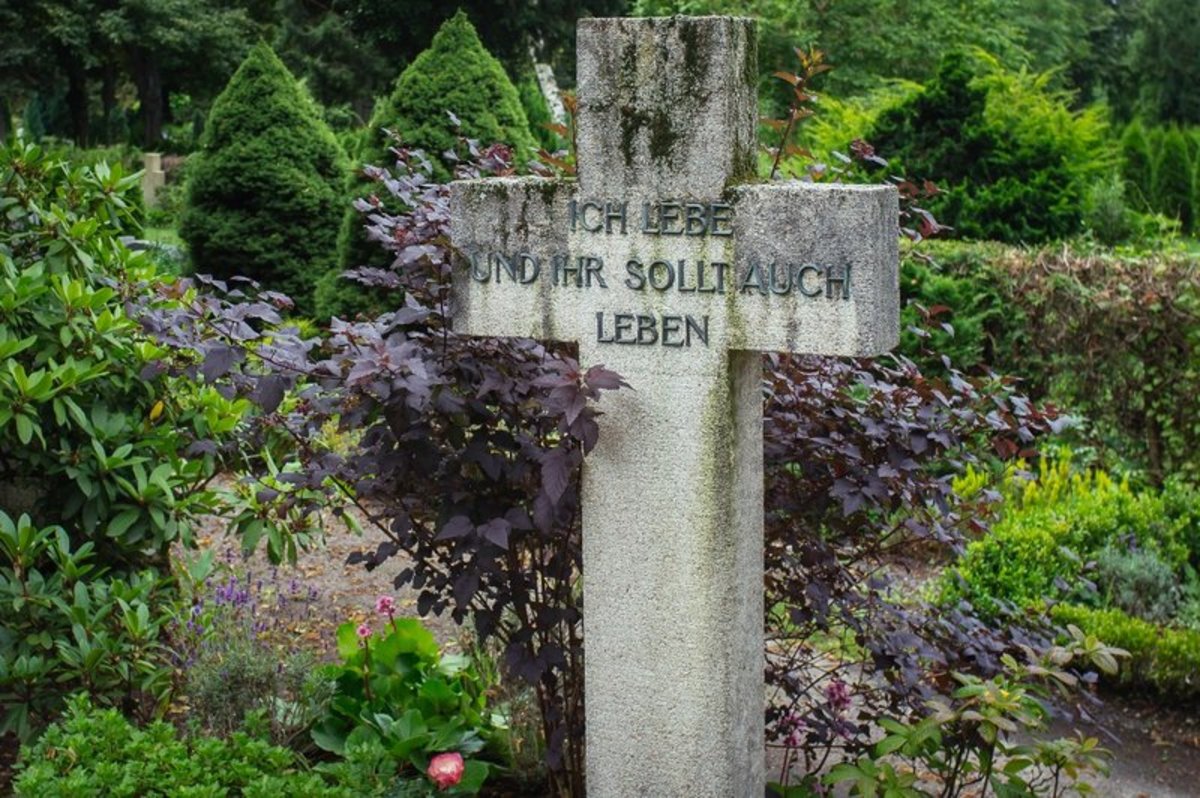 ICH LEBE
UND IHR SOLLT AUCH
LEBEN